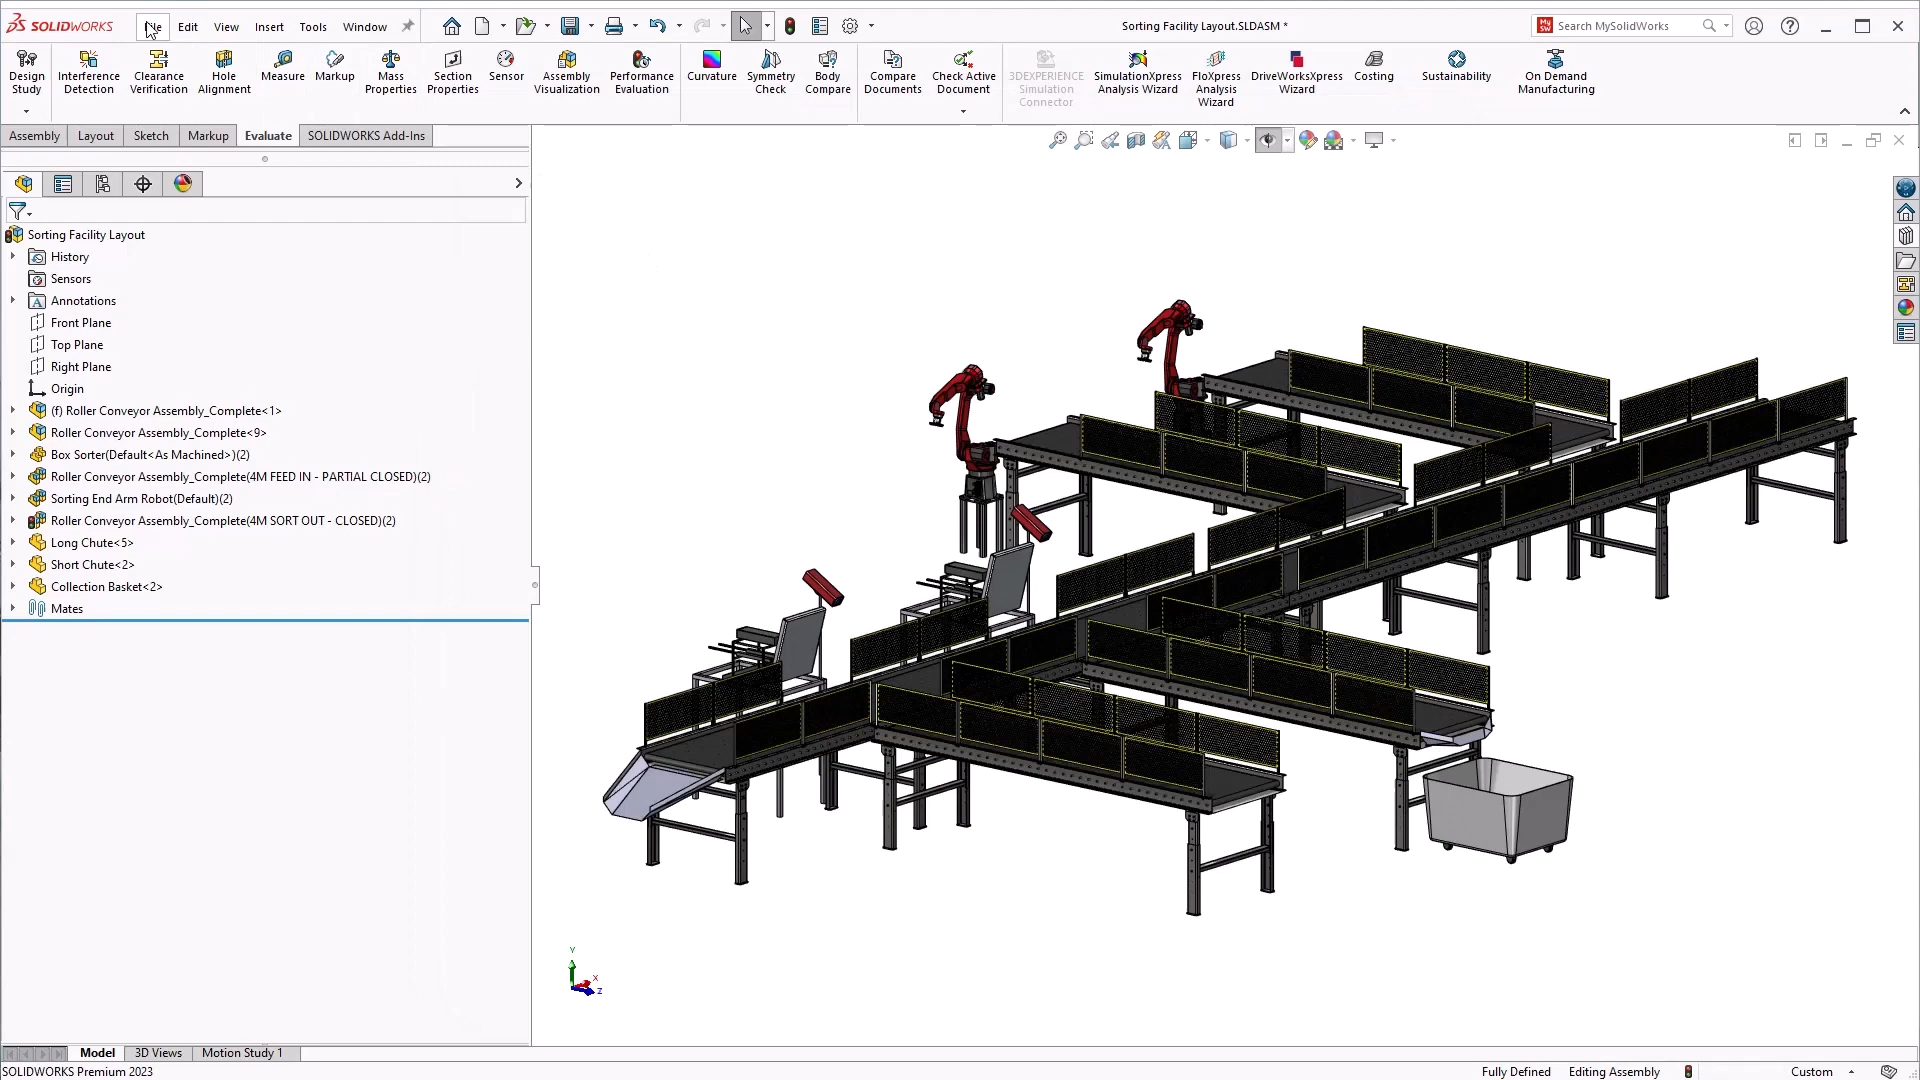 SOLIDWORKS
File Edit View Insert Tools Window
Sorting Facility Layout.SLDASM *
Search MySolidWorks
Design Study
Interference Detection
Clearance Verification
Hole Alignment
Measure
Markup
Mass Properties
Section Properties
Sensor
Assembly Visualization
Performance Evaluation
Curvature
Symmetry Check
Body Compare
Compare Documents
Check Active Document
3DEXPERIENCE Simulation Connector
SimulationXpress Analysis Wizard
FloXpress Analysis Wizard
DriveWorksXpress Wizard
Costing
Sustainability
On Demand Manufacturing
Assembly Layout Sketch Markup Evaluate SOLIDWORKS Add-Ins
Sorting Facility Layout
History
Sensors
Annotations
Front Plane
Top Plane
Right Plane
Origin
(f) Roller Conveyor Assembly_Complete<1>
Roller Conveyor Assembly_Complete<9>
Box Sorter(Default<As Machined>)(2)
Roller Conveyor Assembly_Complete(4M FEED IN - PARTIAL CLOSED)(2)
Sorting End Arm Robot(Default)(2)
Roller Conveyor Assembly_Complete(4M SORT OUT - CLOSED)(2)
Long Chute<5>
Short Chute<2>
Collection Basket<2>
Mates
Y
X
Z
Model 3D Views Motion Study 1
SOLIDWORKS Premium 2023
Fully Defined Editing Assembly Custom